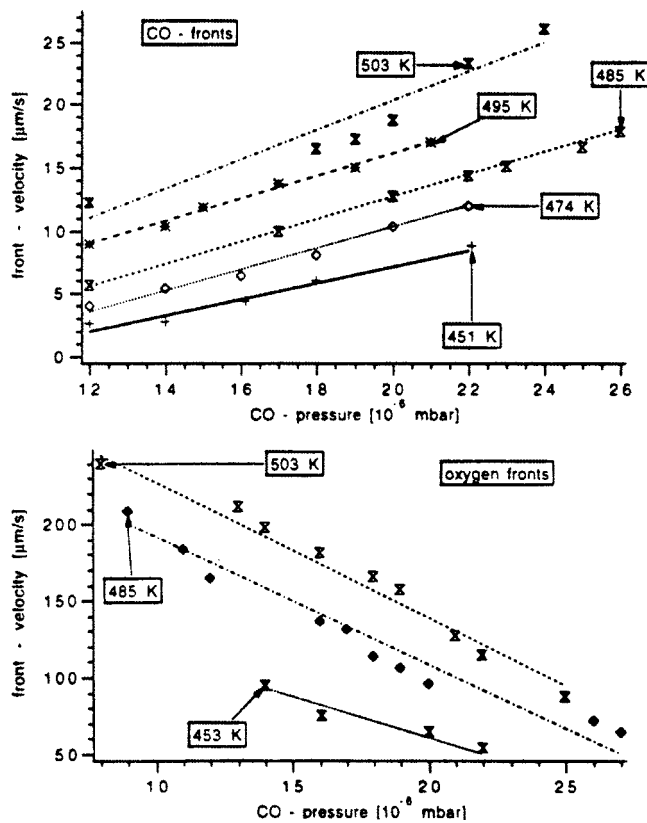 CO - fronts
503 K
485 K
495 K
474 K
451 K
front - velocity [µm/s]
25
20
15
10
5
0
12
14
16
18
20
22
24
26
CO - pressure [10⁻⁶ mbar]
503 K
oxygen fronts
485 K
453 K
front - velocity [µm/s]
200
150
100
50
10
15
20
25
CO - pressure [10⁻⁶ mbar]